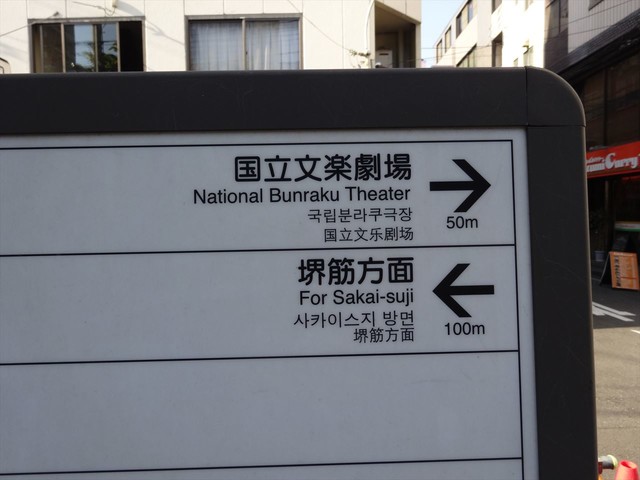 国立文楽劇場
National Bunraku Theater
국립분라쿠극장
国立文乐剧场
50m
堺筋方面
For Sakai-suji
사카이스지 방면
堺筋方面
100m
Curry